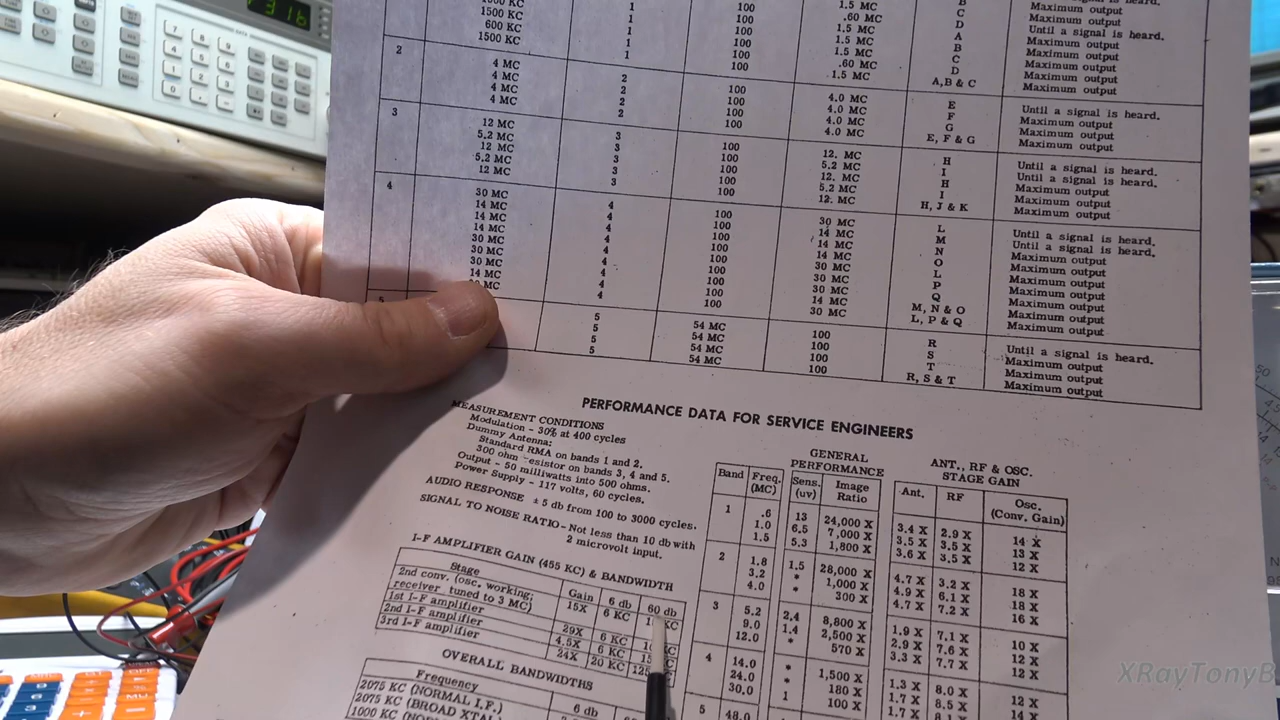 7316
1000 KC 1 100 1.5 MC B
1500 KC 1 100 .60 MC C Maximum output
600 KC 1 100 1.5 MC D Maximum output
1500 KC 1 100 1.5 MC A Until a signal is heard.
1.5 MC B Maximum output
.60 MC C Maximum output
1.5 MC D Maximum output
A, B & C Maximum output
2
4 MC 2 100 4.0 MC E Until a signal is heard.
4 MC 2 100 4.0 MC F Maximum output
4 MC 2 100 4.0 MC G Maximum output
4 MC 2 100 4.0 MC E, F & G Maximum output
3
12 MC 3 100 12. MC H Until a signal is heard.
5.2 MC 3 100 5.2 MC I Until a signal is heard.
12 MC 3 100 12. MC H Maximum output
5.2 MC 3 100 5.2 MC I Maximum output
12 MC 3 100 12. MC H, J & K Maximum output
4
30 MC 4 100 30 MC L Until a signal is heard.
14 MC 4 100 14 MC M Until a signal is heard.
14 MC 4 100 14 MC N Maximum output
14 MC 4 100 30 MC O Maximum output
30 MC 4 100 30 MC L Maximum output
30 MC 4 100 30 MC P Maximum output
30 MC 4 100 14 MC Q Maximum output
14 MC 4 100 30 MC M, N & O Maximum output
MC L, P & Q Maximum output
5
5 54 MC 100 R Until a signal is heard.
5 54 MC 100 S Maximum output
5 54 MC 100 T Maximum output
5 54 MC 100 R, S & T Maximum output
PERFORMANCE DATA FOR SERVICE ENGINEERS
MEASUREMENT CONDITIONS
Modulation - 30% at 400 cycles
Dummy Antenna:
Standard RMA on bands 1 and 2.
300 ohm resistor on bands 3, 4 and 5.
Output - 50 milliwatts into 500 ohms.
Power Supply - 117 volts, 60 cycles.
AUDIO RESPONSE ± 5 db from 100 to 3000 cycles.
SIGNAL TO NOISE RATIO - Not less than 10 db with
2 microvolt input.
I-F AMPLIFIER GAIN (455 KC) & BANDWIDTH
Stage Gain 6 db 60 db
2nd conv. (osc. working; 15X 6 KC
receiver tuned to 3 MC)
1st I-F amplifier 29X 6 KC
2nd I-F amplifier 4.5X 6 KC
3rd I-F amplifier 24X 20 KC
OVERALL BANDWIDTHS
Frequency 6 db
2075 KC (NORMAL I.F.)
2075 KC (BROAD XTAL)
1000 KC
GENERAL
PERFORMANCE
ANT., RF & OSC.
STAGE GAIN
Band Freq. (MC) Sens. (uv) Image Ratio Ant. RF Osc. (Conv. Gain)
1 .6 13 24,000 X 3.4 X 2.9 X 14 X
1.0 6.5 7,000 X 3.5 X 3.5 X 13 X
1.5 5.3 1,800 X 3.6 X 3.5 X 12 X
2 1.8 1.5 28,000 X 4.7 X 3.2 X 18 X
3.2 * 1,000 X 4.9 X 6.1 X 18 X
4.0 * 300 X 4.7 X 7.2 X 16 X
3 5.2 2.4 8,800 X 1.9 X 7.1 X 10 X
9.0 1.4 2,500 X 2.9 X 7.6 X 12 X
12.0 * 570 X 3.3 X 7.7 X 12 X
4 14.0 * 1,500 X 1.3 X 8.0 X 12 X
24.0 * 180 X 1.7 X 8.5 X 14 X
30.0 1 100 X 1.7 X
5 48.0
XRayTonyB